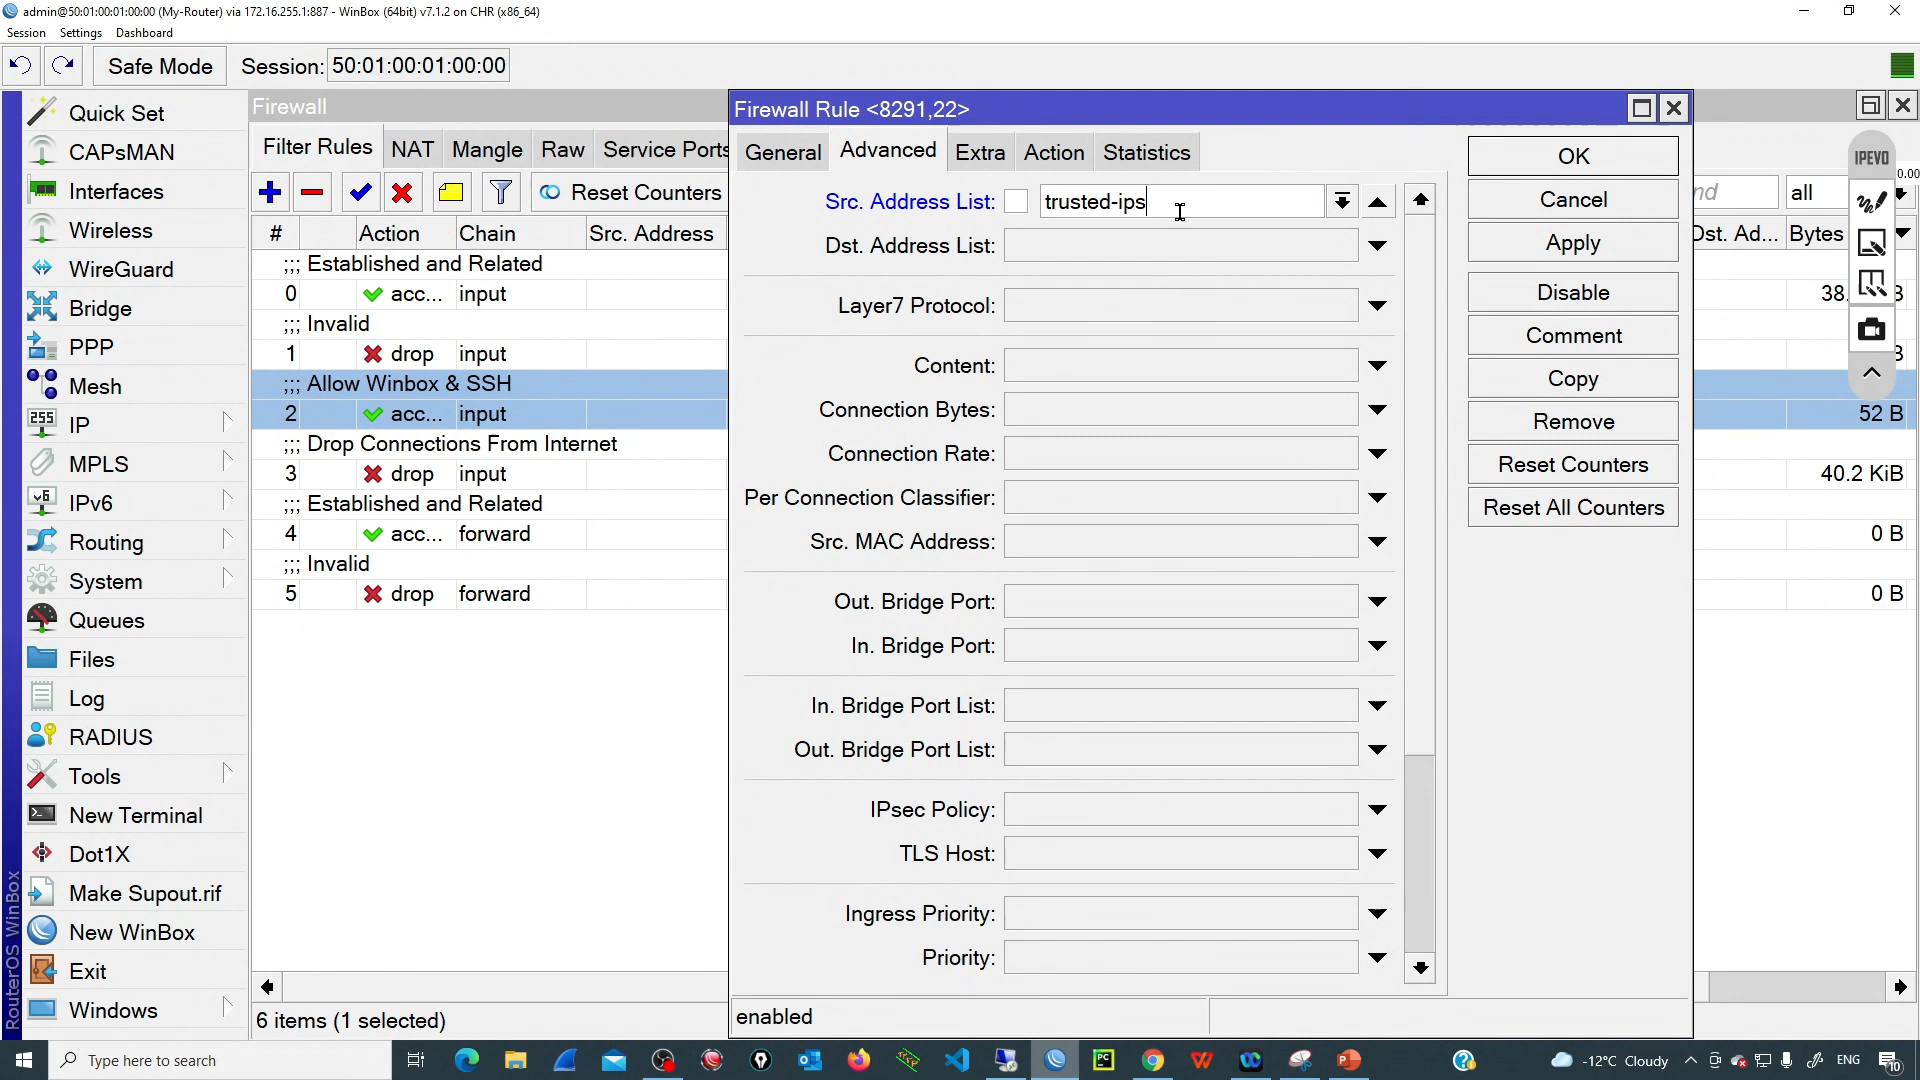 admin@50:01:00:01:00:00 (My-Router) via 172.16.255.1:887 - WinBox (64bit) v7.1.2 on CHR (x86_64)
Session Settings Dashboard
Safe Mode Session: 50:01:00:01:00:00
Quick Set
CAPsMAN
Interfaces
Wireless
WireGuard
Bridge
PPP
Mesh
IP
MPLS
IPv6
Routing
System
Queues
Files
Log
RADIUS
Tools
New Terminal
Dot1X
Make Supout.rif
New WinBox
Exit
Windows
RouterOS WinBox
Firewall
Filter Rules NAT Mangle Raw Service Ports
Reset Counters
all
# Action Chain Src. Address Dst. Ad... Bytes
;;; Established and Related
0 acc... input 38.
;;; Invalid
1 drop input
;;; Allow Winbox & SSH
2 acc... input 52 B
;;; Drop Connections From Internet
3 drop input 40.2 KiB
;;; Established and Related
4 acc... forward 0 B
;;; Invalid
5 drop forward 0 B
6 items (1 selected)
Firewall Rule <8291,22>
General Advanced Extra Action Statistics
Src. Address List: trusted-ips
Dst. Address List:
Layer7 Protocol:
Content:
Connection Bytes:
Connection Rate:
Per Connection Classifier:
Src. MAC Address:
Out. Bridge Port:
In. Bridge Port:
In. Bridge Port List:
Out. Bridge Port List:
IPsec Policy:
TLS Host:
Ingress Priority:
Priority:
enabled
OK
Cancel
Apply
Disable
Comment
Copy
Remove
Reset Counters
Reset All Counters
IPEVO
Type here to search
-12°C Cloudy
ENG
10